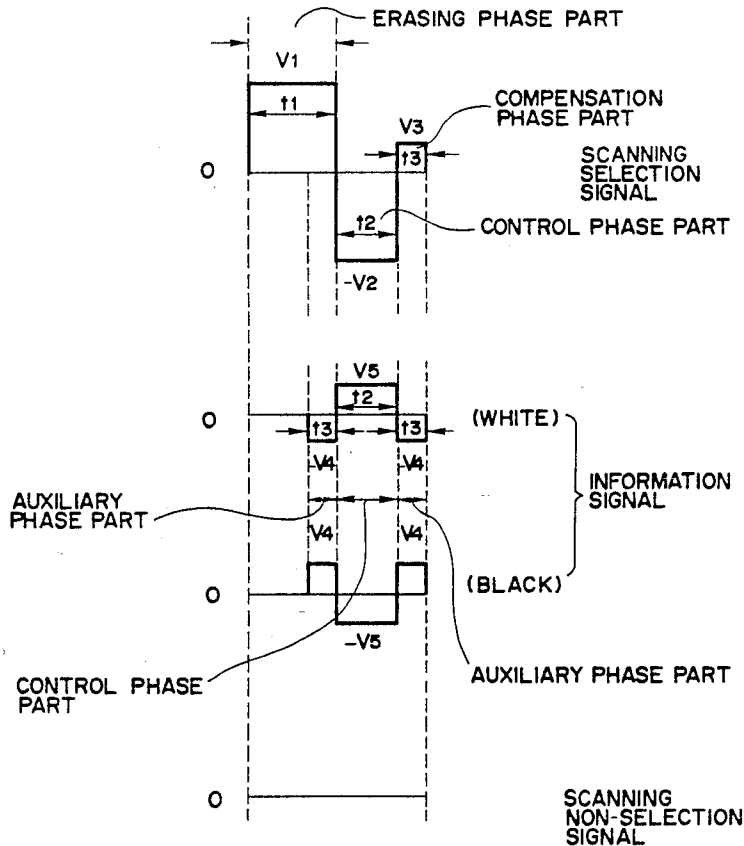 ERASING PHASE PART
V1
t1
COMPENSATION
PHASE PART
V3
t3
O
SCANNING
SELECTION
SIGNAL
t2
CONTROL PHASE PART
-V2
V5
t2
O
t3
t3
(WHITE)
-V4
-V4
INFORMATION
SIGNAL
AUXILIARY
PHASE PART
V4
V4
O
(BLACK)
-V5
CONTROL PHASE
PART
AUXILIARY PHASE PART
O
SCANNING
NON-SELECTION
SIGNAL